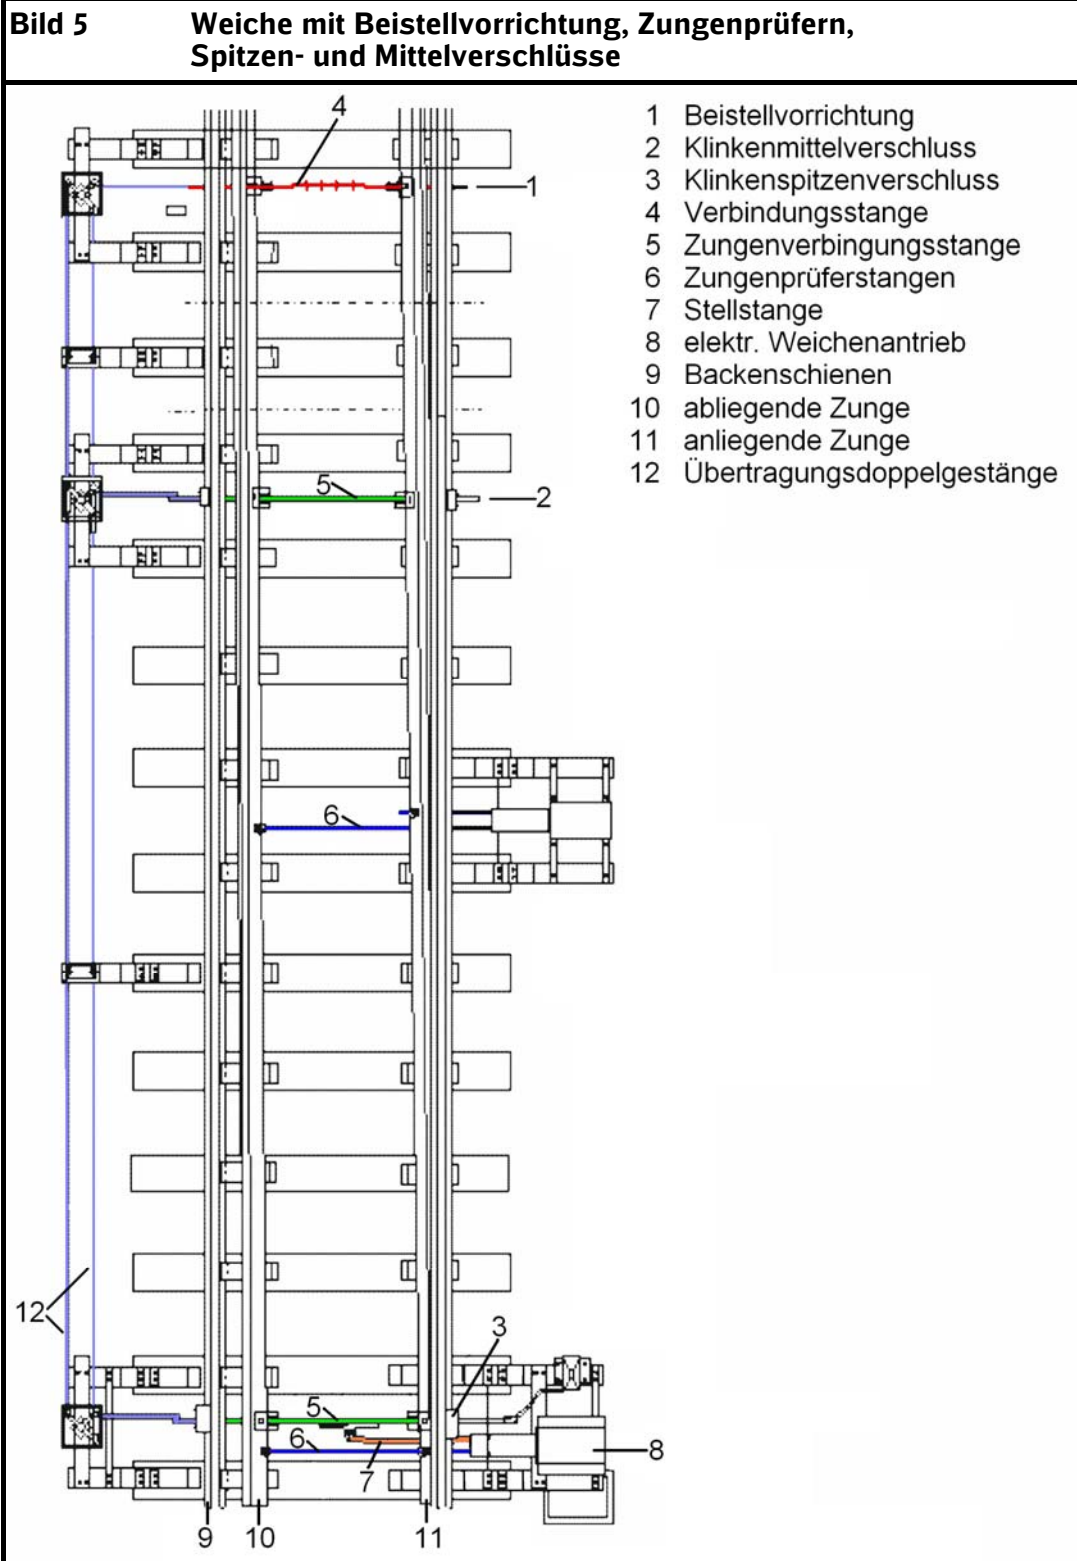 Bild 5 Weiche mit Beistellvorrichtung, Zungenprüfern,
Spitzen- und Mittelverschlüsse
1 Beistellvorrichtung
2 Klinkenmittelverschluss
3 Klinkenspitzenverschluss
4 Verbindungsstange
5 Zungenverbingungsstange
6 Zungenprüferstangen
7 Stellstange
8 elektr. Weichenantrieb
9 Backenschienen
10 abliegende Zunge
11 anliegende Zunge
12 Übertragungsdoppelgestänge
4
1
5
2
6
12
3
5
6
7
8
9 10 11